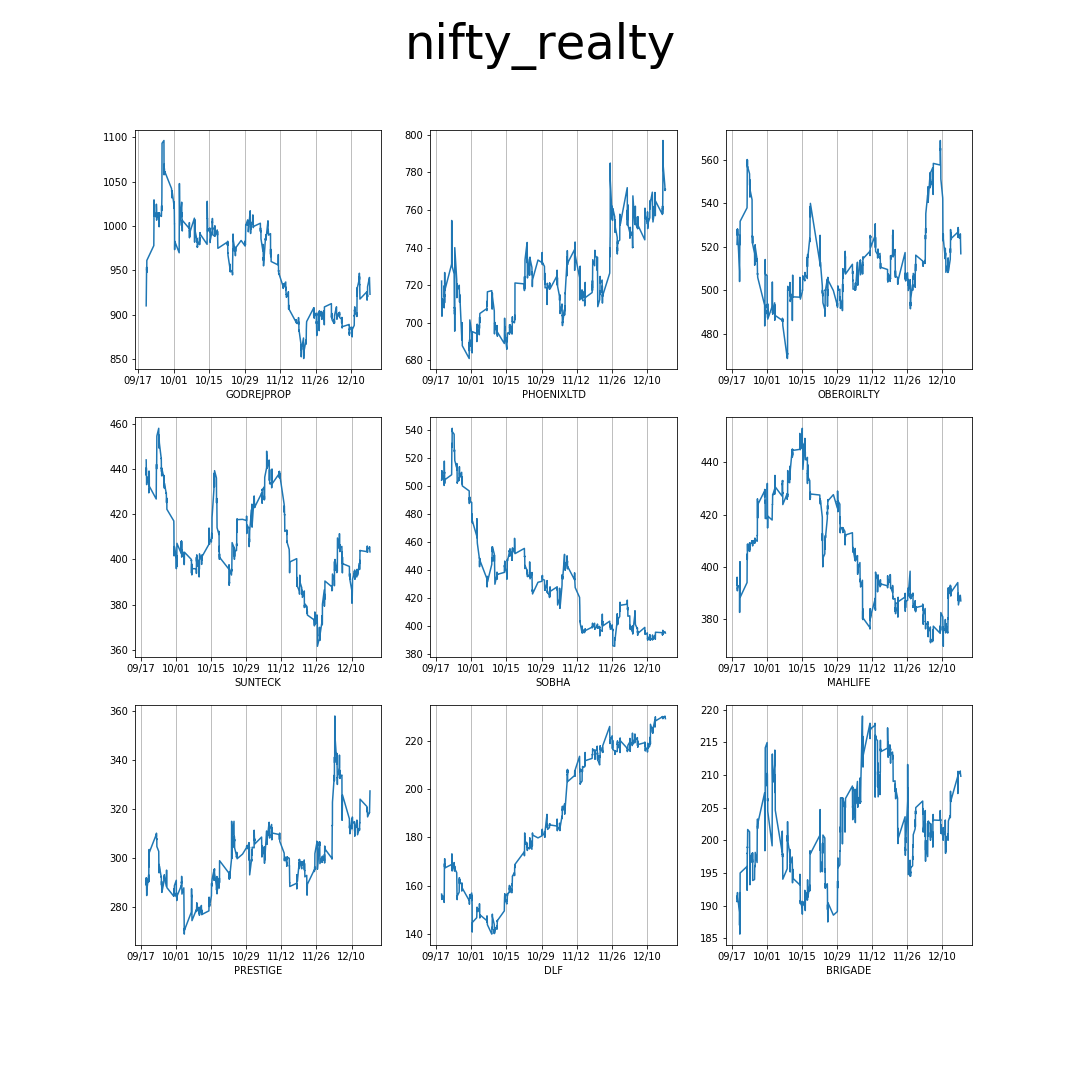 nifty_realty
1100
1050
1000
950
900
850
09/17 10/01 10/15 10/29 11/12 11/26 12/10
GODREJPROP
800
780
760
740
720
700
680
09/17 10/01 10/15 10/29 11/12 11/26 12/10
PHOENIXLTD
560
540
520
500
480
09/17 10/01 10/15 10/29 11/12 11/26 12/10
OBEROIRLTY
460
440
420
400
380
360
09/17 10/01 10/15 10/29 11/12 11/26 12/10
SUNTECK
540
520
500
480
460
440
420
400
380
09/17 10/01 10/15 10/29 11/12 11/26 12/10
SOBHA
440
420
400
380
09/17 10/01 10/15 10/29 11/12 11/26 12/10
MAHLIFE
360
340
320
300
280
09/17 10/01 10/15 10/29 11/12 11/26 12/10
PRESTIGE
220
200
180
160
140
09/17 10/01 10/15 10/29 11/12 11/26 12/10
DLF
220
215
210
205
200
195
190
185
09/17 10/01 10/15 10/29 11/12 11/26 12/10
BRIGADE